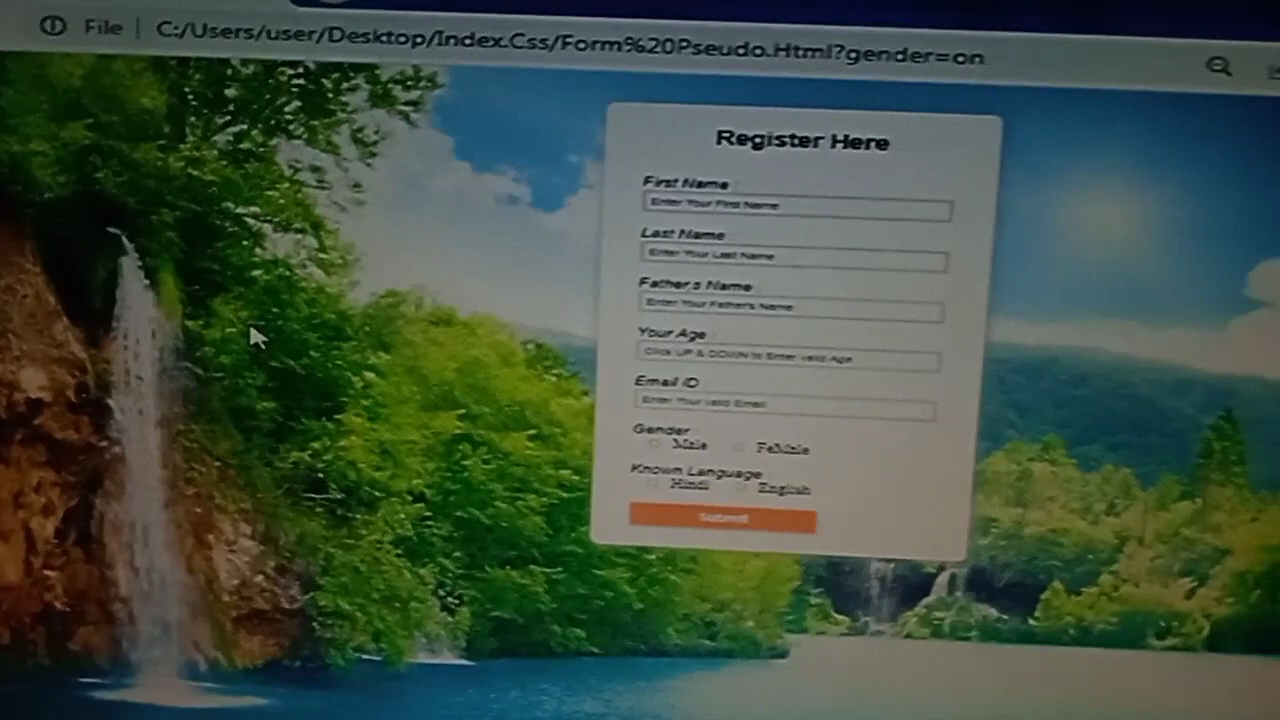 File | C:/Users/user/Desktop/Index.Css/Form%20Pseudo.Html?gender=on
Register Here
First Name :
Enter Your First Name
Last Name
Enter Your Last Name
Father,s Name :
Enter Your Father's Name
Your Age :
Click UP & DOWN to Enter valid Age
Email ID
Enter Your valid Email
Gender
Male FeMale
Known Language :
Hindi English
submit